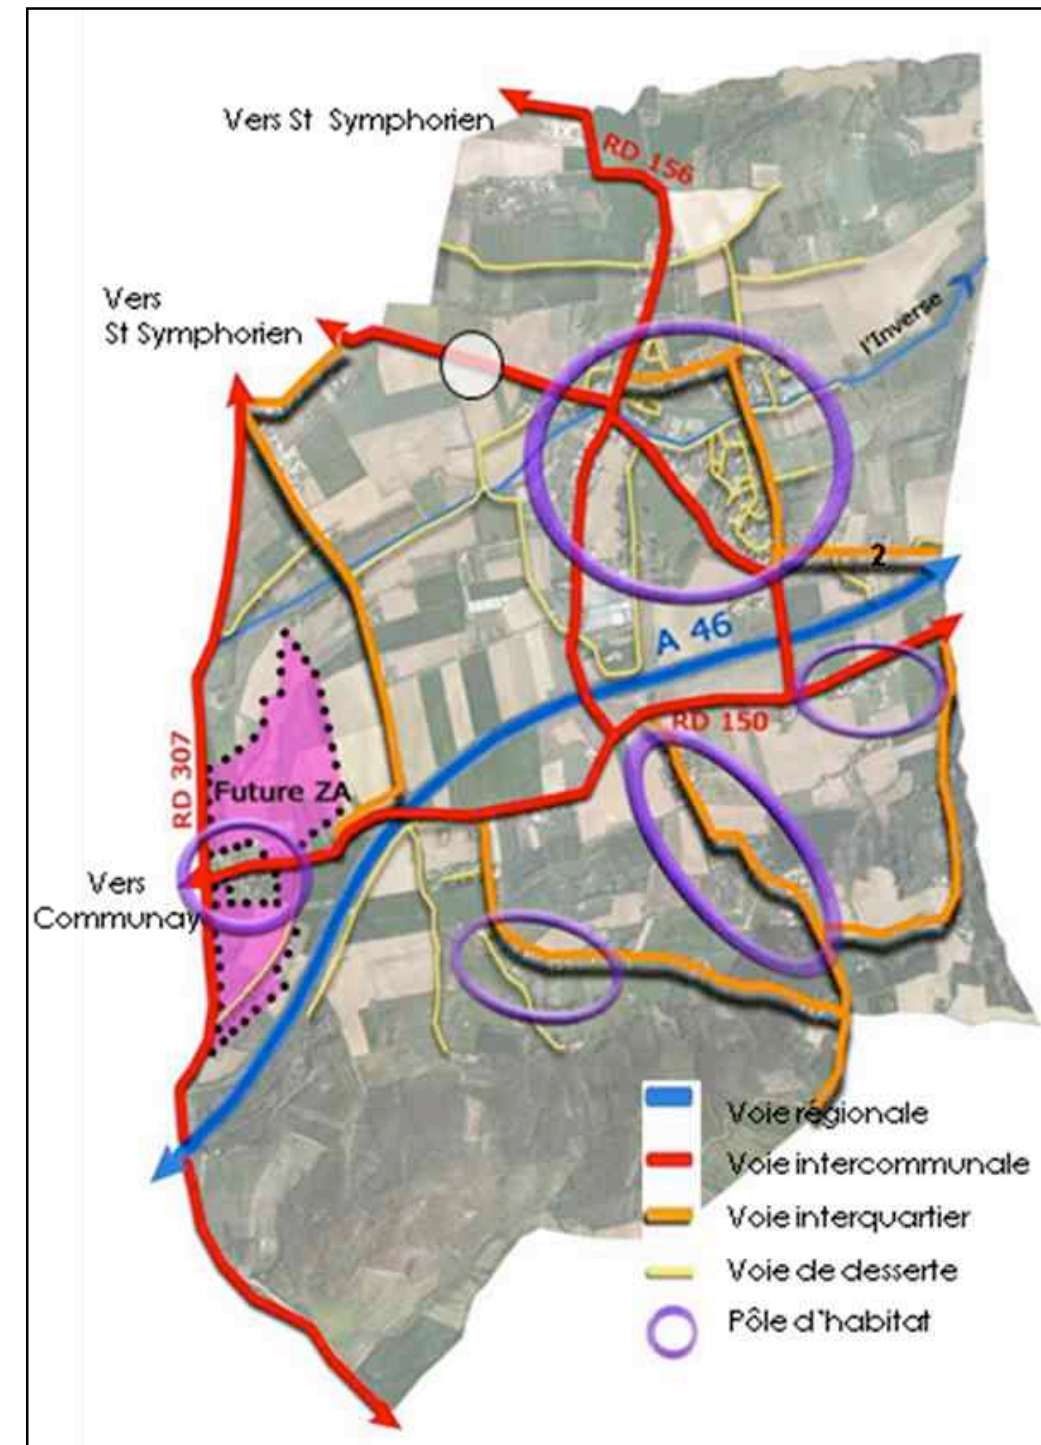 Vers St Symphorien
RD 156
Vers
St Symphorien
l'Inverse
2
A 46
RD 150
RD 307
Future ZA
Vers
Communay
Voie régionale
Voie intercommunale
Voie interquartier
Voie de desserte
Pôle d'habitat